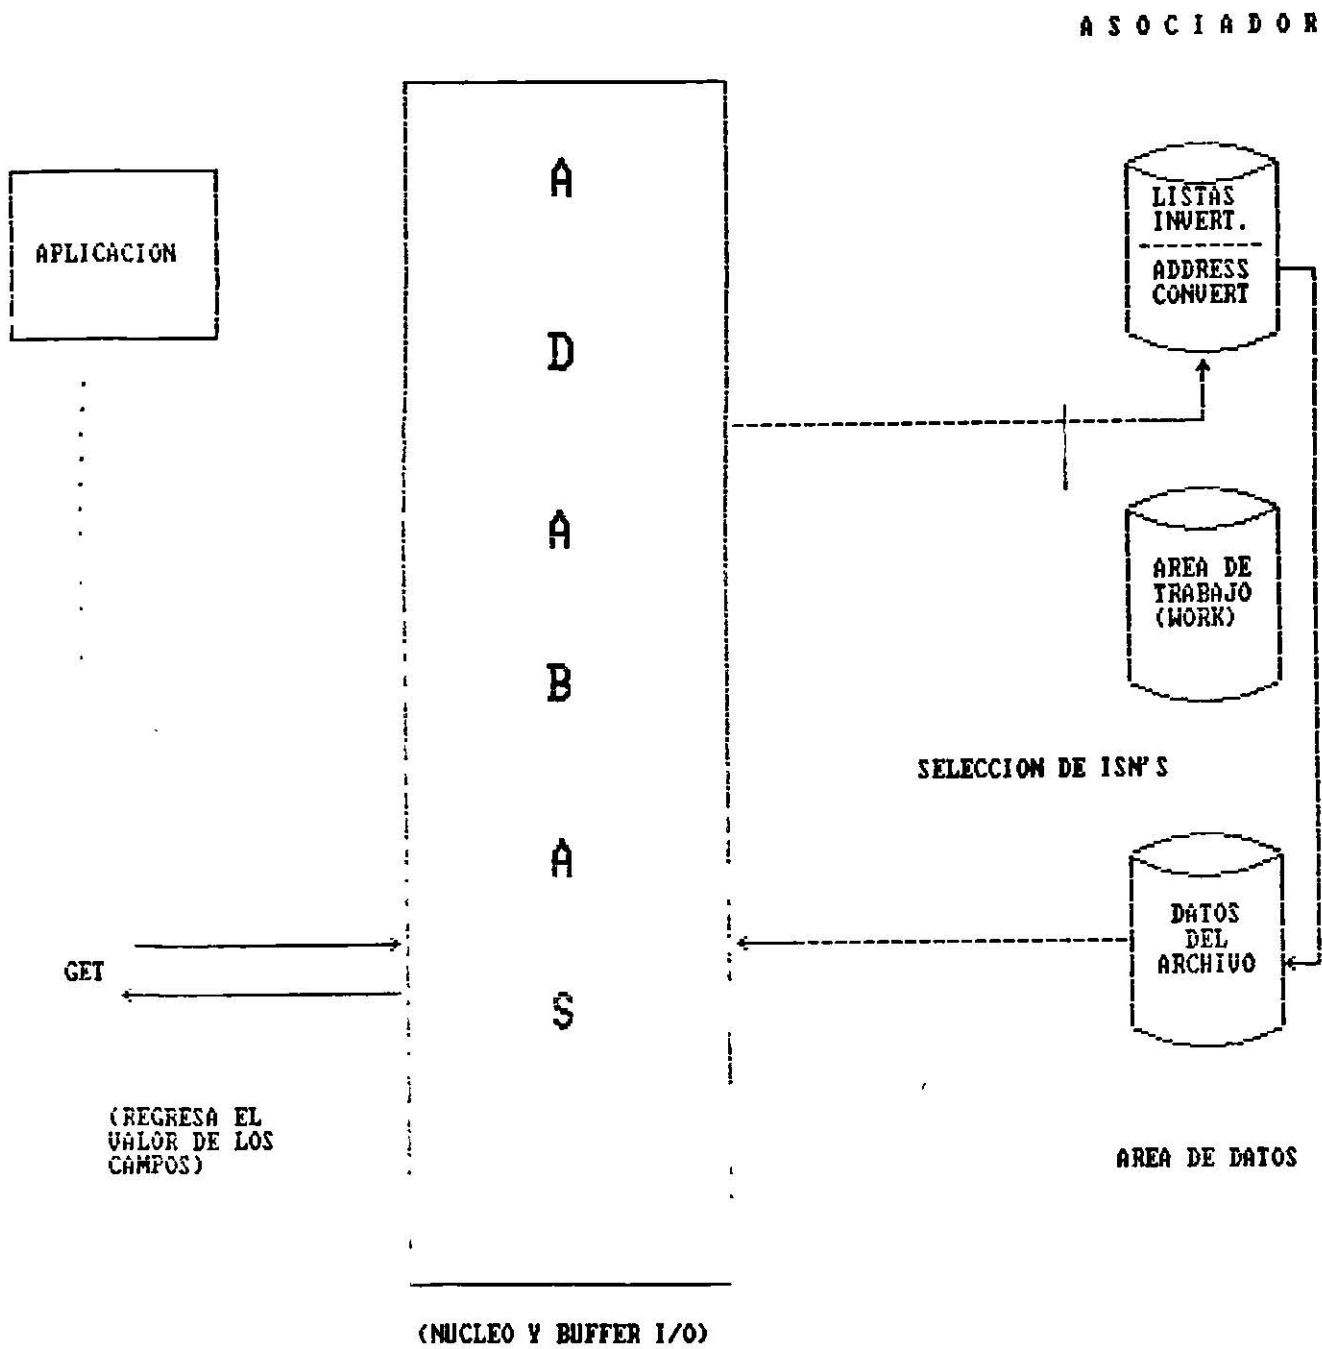 A S O C I A D O R
APLICACION
A
D
A
B
A
S
LISTAS
INVERT.
ADDRESS
CONVERT
AREA DE
TRABAJO
(WORK)
SELECCION DE ISN'S
DATOS
DEL
ARCHIVO
GET
(REGRESA EL
VALOR DE LOS
CAMPOS)
AREA DE DATOS
(NUCLEO Y BUFFER I/O)